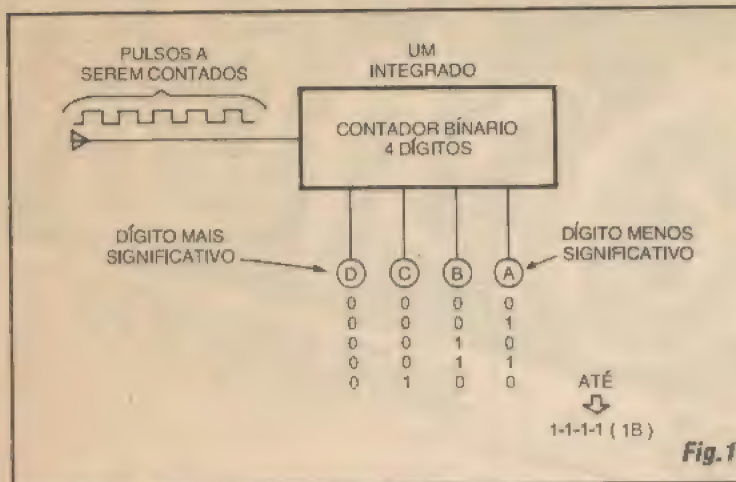 PULSOS A
SEREM CONTADOS
UM
INTEGRADO
CONTADOR BÍNARIO
4 DÍGITOS
DÍGITO MAIS
SIGNIFICATIVO
DÍGITO MENOS
SIGNIFICATIVO
D C B A
0 0 0 0
0 0 0 1
0 0 1 0
0 0 1 1
0 1 0 0
ATÉ
1-1-1-1 ( 1B )
Fig.1